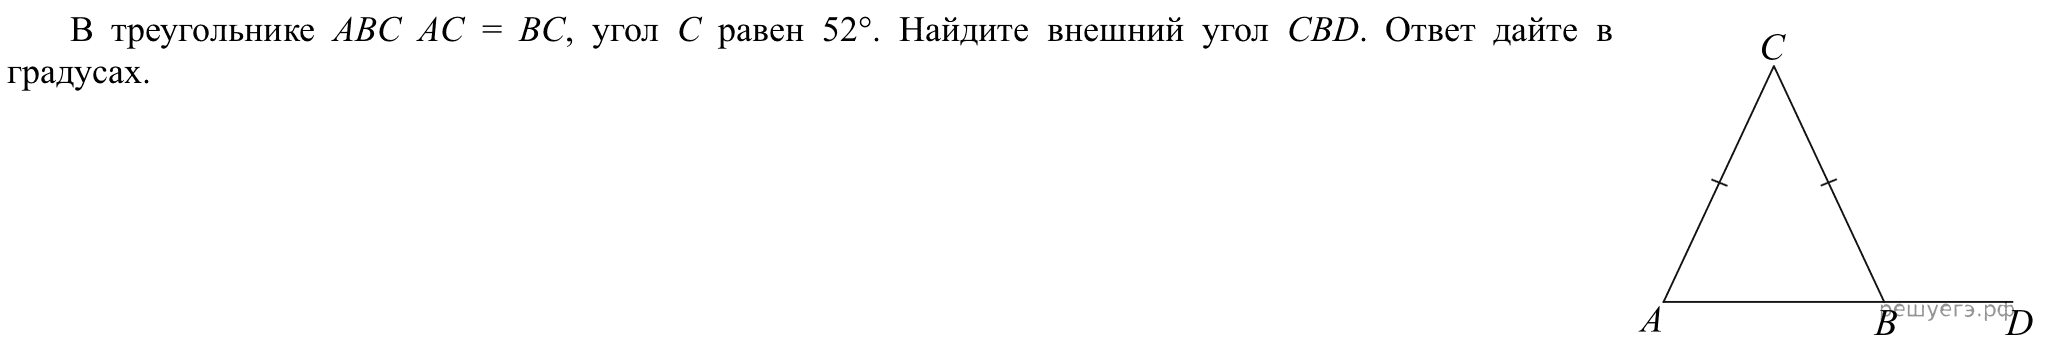 В треугольнике ABC AC = BC, угол C равен 52°. Найдите внешний угол CBD. Ответ дайте в
градусах.
C
решуегэ.рф
A
B
D